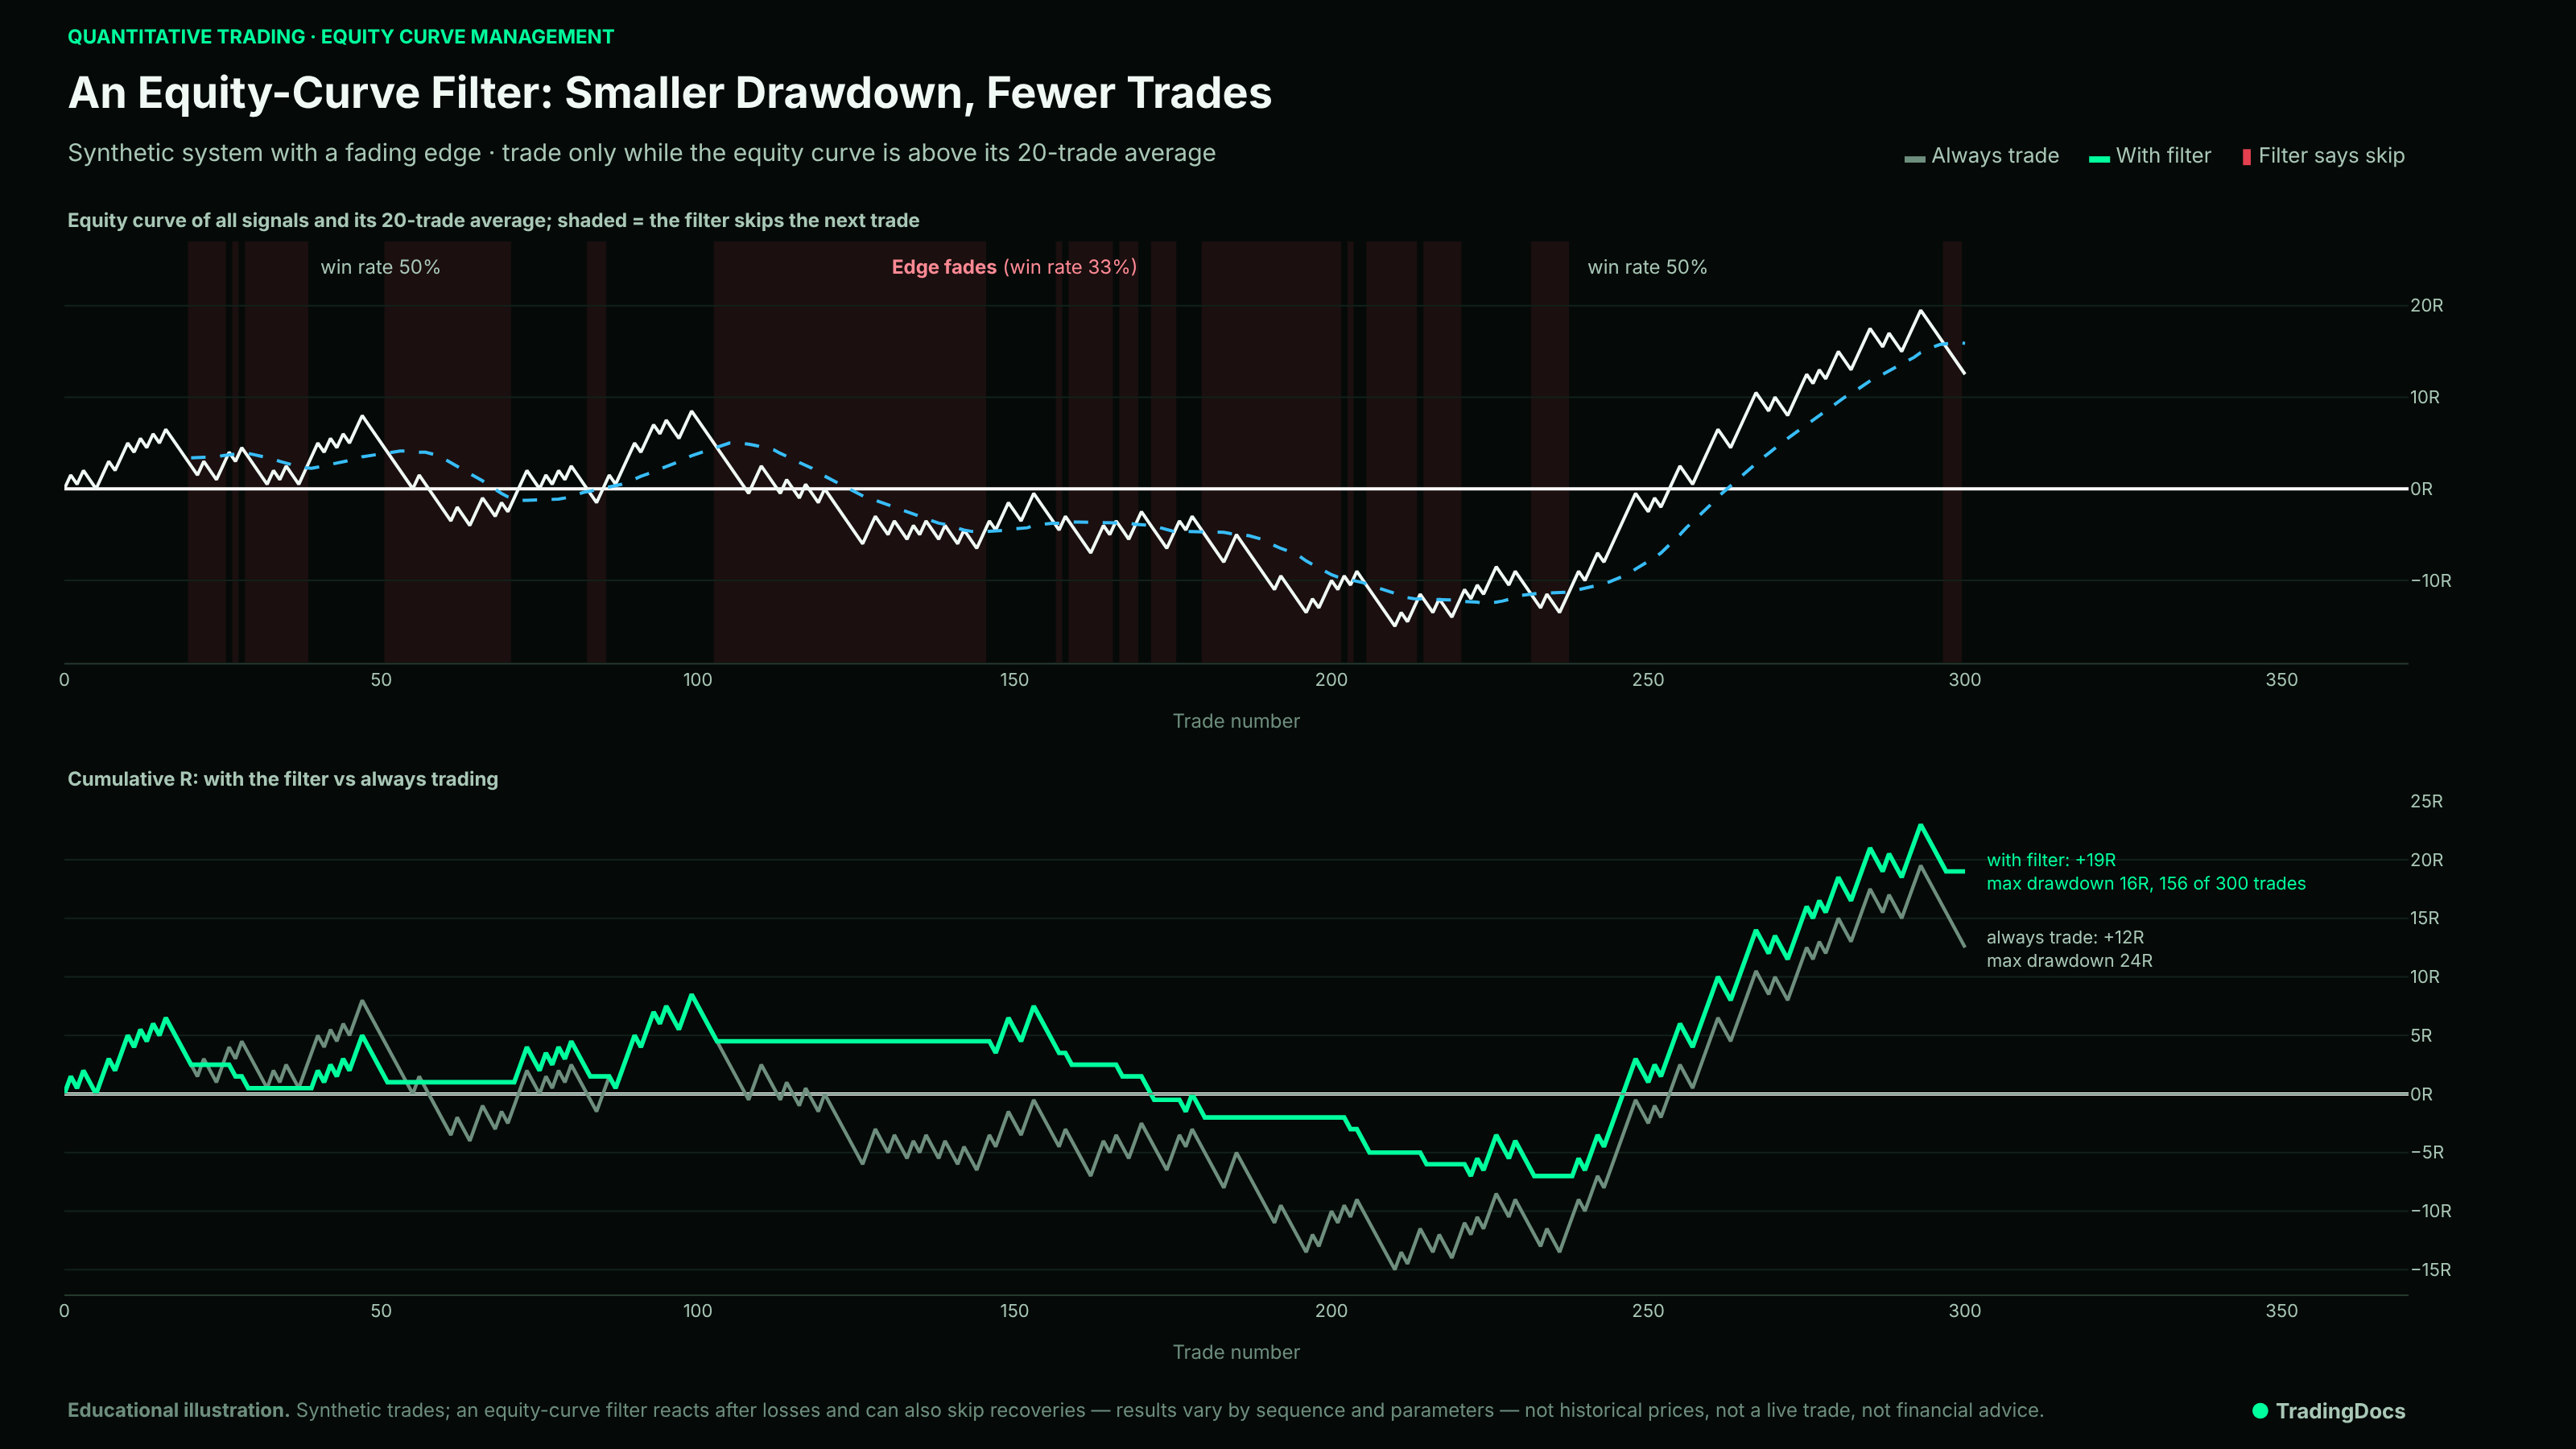 QUANTITATIVE TRADING · EQUITY CURVE MANAGEMENT
An Equity-Curve Filter: Smaller Drawdown, Fewer Trades
Synthetic system with a fading edge · trade only while the equity curve is above its 20-trade average
Always trade
With filter
Filter says skip
Equity curve of all signals and its 20-trade average; shaded = the filter skips the next trade
win rate 50%
Edge fades (win rate 33%)
win rate 50%
20R
10R
0R
−10R
0
50
100
150
200
250
300
350
Trade number
Cumulative R: with the filter vs always trading
25R
20R
15R
10R
5R
0R
−5R
−10R
−15R
with filter: +19R
max drawdown 16R, 156 of 300 trades
always trade: +12R
max drawdown 24R
0
50
100
150
200
250
300
350
Trade number
Educational illustration. Synthetic trades; an equity-curve filter reacts after losses and can also skip recoveries — results vary by sequence and parameters — not historical prices, not a live trade, not financial advice.
TradingDocs